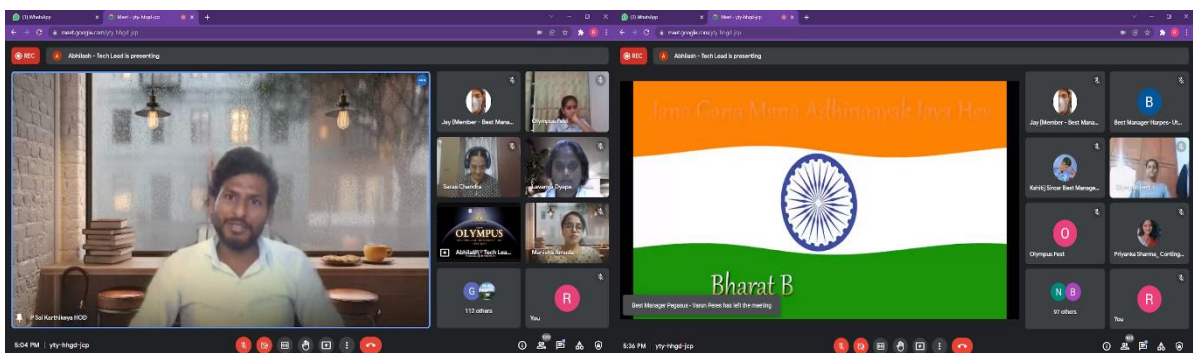 (1) WhatsApp
Meet - yty-hhgd-jcp
meet.google.com/yty-hhgd-jcp
REC
Abhilash - Tech Lead is presenting
Jay (Member - Best Mana...
Olympus Fest
Saras Chandra
Lavanya Dyapa
OLYMPUS
Abhilash - Tech Lea...
Manisha Amudu
G
112 others
R
You
Sai Karthikeya HOD
5:04 PM | yty-hhgd-jcp
(1) WhatsApp
Meet - yty-hhgd-jcp
meet.google.com/yty-hhgd-jcp
REC
Abhilash - Tech Lead is presenting
Jana Gana Mana Adhinaayak Jaya Hey
Bharat B
Best Manager Pegasus - Varun Peres has left the meeting
Jay (Member - Best Mana...
B
Best Manager Harpes- Ut...
Kshitij Sircar Best Manage...
Olympus Fest
O
Olympus Fest
Priyanka Sharma_ Conting...
N B
97 others
R
You
5:36 PM | yty-hhgd-jcp